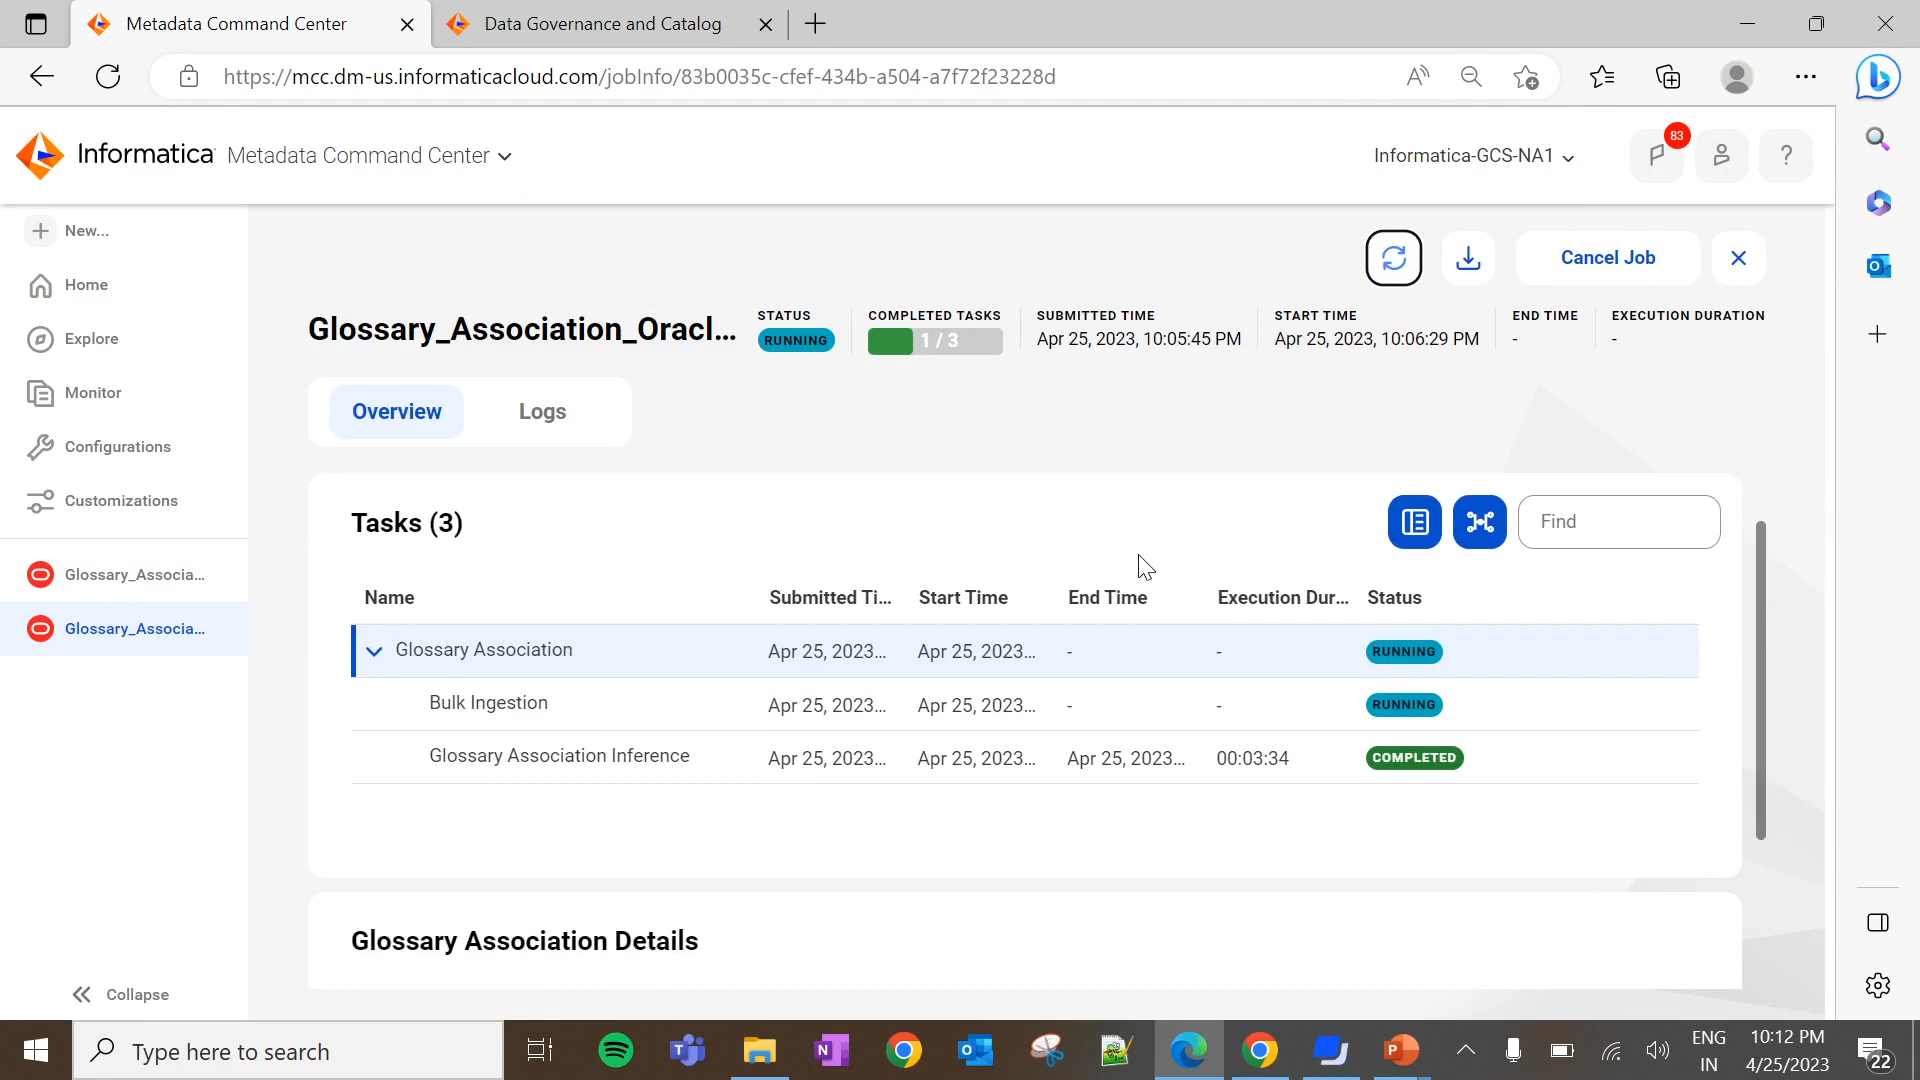 Metadata Command Center
Data Governance and Catalog
https://mcc.dm-us.informaticacloud.com/jobInfo/83b0035c-cfef-434b-a504-a7f72f23228d
Informatica Metadata Command Center
Informatica-GCS-NA1
83
?
New...
Home
Explore
Monitor
Configurations
Customizations
Glossary_Associa...
Glossary_Associa...
Collapse
Cancel Job
Glossary_Association_Oracl...
STATUS
RUNNING
COMPLETED TASKS
1 / 3
SUBMITTED TIME
Apr 25, 2023, 10:05:45 PM
START TIME
Apr 25, 2023, 10:06:29 PM
END TIME
-
EXECUTION DURATION
-
Overview
Logs
Tasks (3)
Find
Name Submitted Ti... Start Time End Time Execution Dur... Status
Glossary Association Apr 25, 2023... Apr 25, 2023... - - RUNNING
Bulk Ingestion Apr 25, 2023... Apr 25, 2023... - - RUNNING
Glossary Association Inference Apr 25, 2023... Apr 25, 2023... Apr 25, 2023... 00:03:34 COMPLETED
Glossary Association Details
Type here to search
ENG
IN
10:12 PM
4/25/2023
22